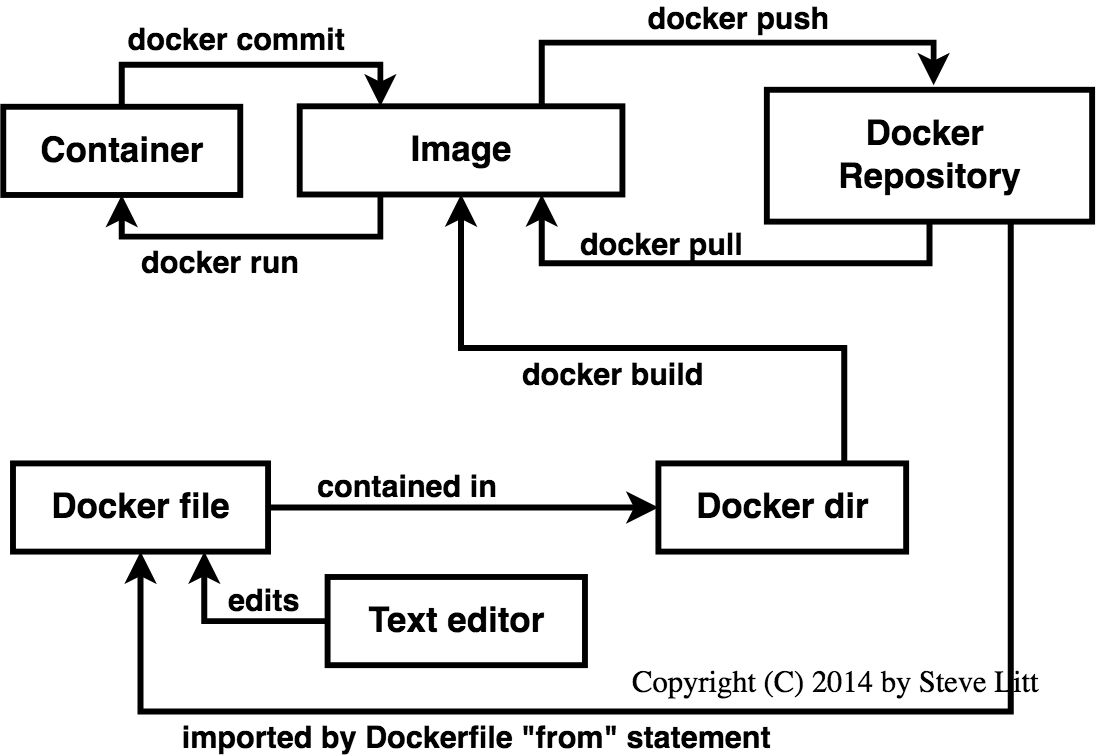 docker push
docker commit
Container
Image
Docker
Repository
docker run
docker pull
docker build
Docker file
contained in
Docker dir
edits
Text editor
Copyright (C) 2014 by Steve Litt
imported by Dockerfile "from" statement